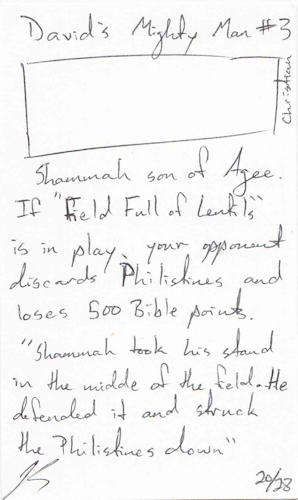 David's Mighty Man #3
Christian
Shammah son of Agee.
If "Field Full of Lentils"
is in play, your opponent
discards Philistines and
loses 500 Bible points.
"Shammah took his stand
in the midde of the field. He
defended it and struck
the Philistines down"
20/28